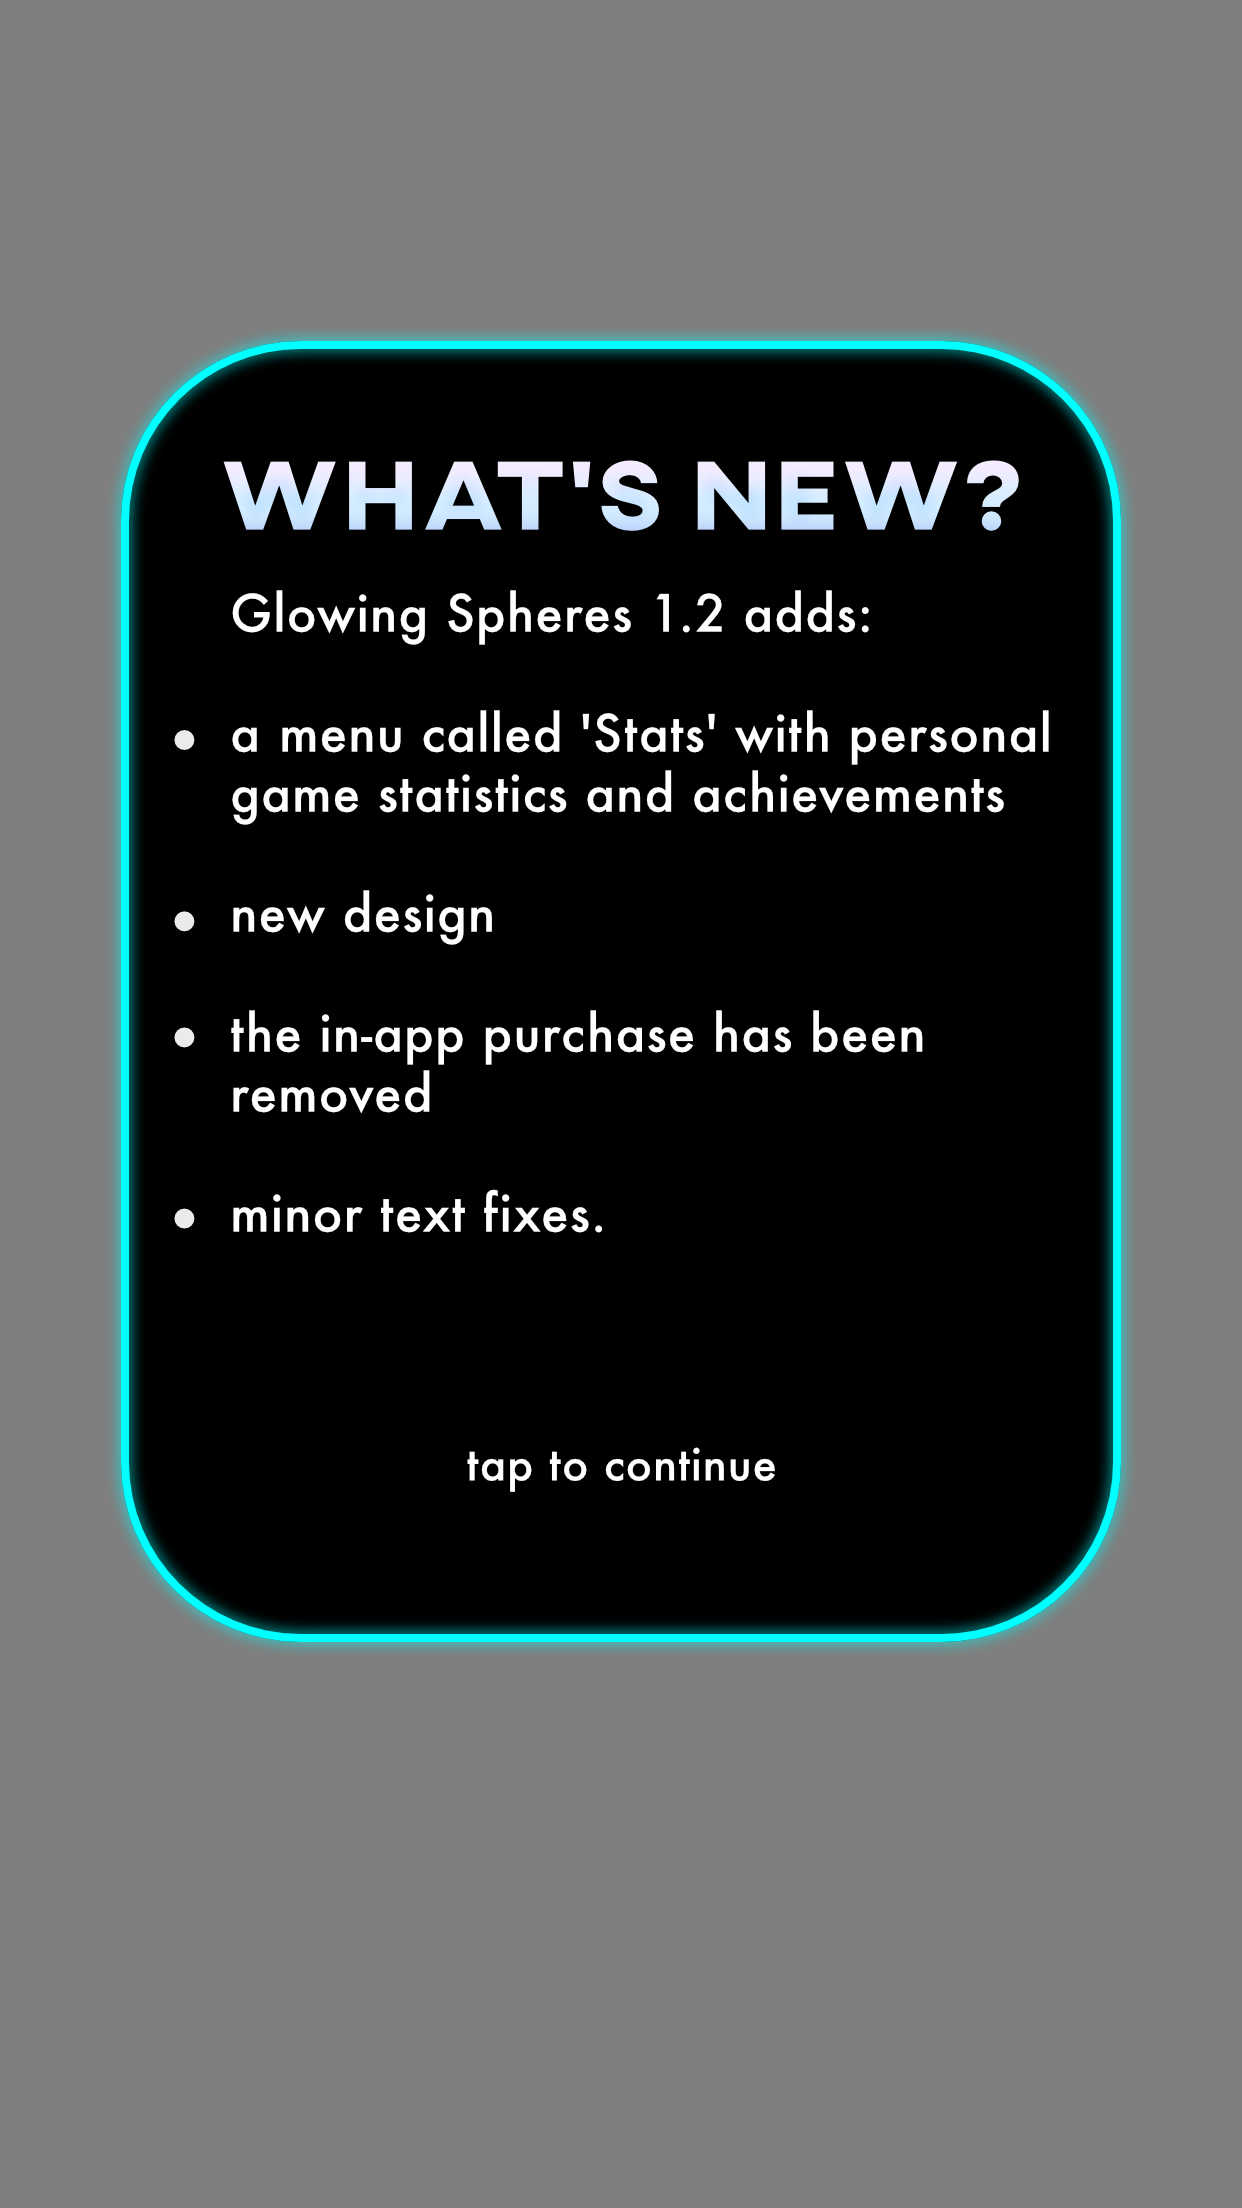 WHAT'S NEW?
Glowing Spheres 1.2 adds:
• a menu called 'Stats' with personal
game statistics and achievements
• new design
• the in-app purchase has been
removed
• minor text fixes.
tap to continue